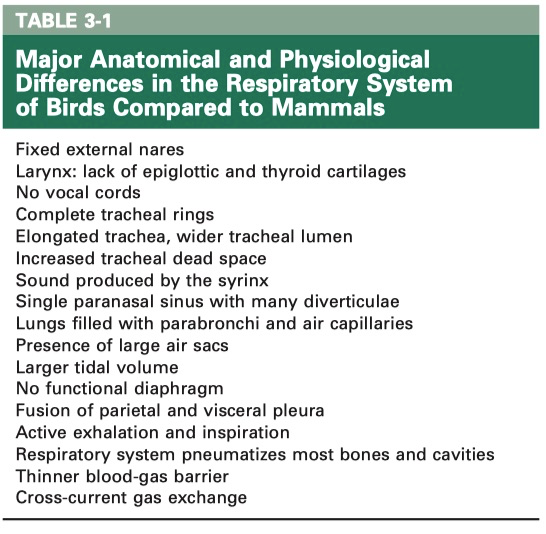 TABLE 3-1
Major Anatomical and Physiological
Differences in the Respiratory System
of Birds Compared to Mammals
Fixed external nares
Larynx: lack of epiglottic and thyroid cartilages
No vocal cords
Complete tracheal rings
Elongated trachea, wider tracheal lumen
Increased tracheal dead space
Sound produced by the syrinx
Single paranasal sinus with many diverticulae
Lungs filled with parabronchi and air capillaries
Presence of large air sacs
Larger tidal volume
No functional diaphragm
Fusion of parietal and visceral pleura
Active exhalation and inspiration
Respiratory system pneumatizes most bones and cavities
Thinner blood-gas barrier
Cross-current gas exchange